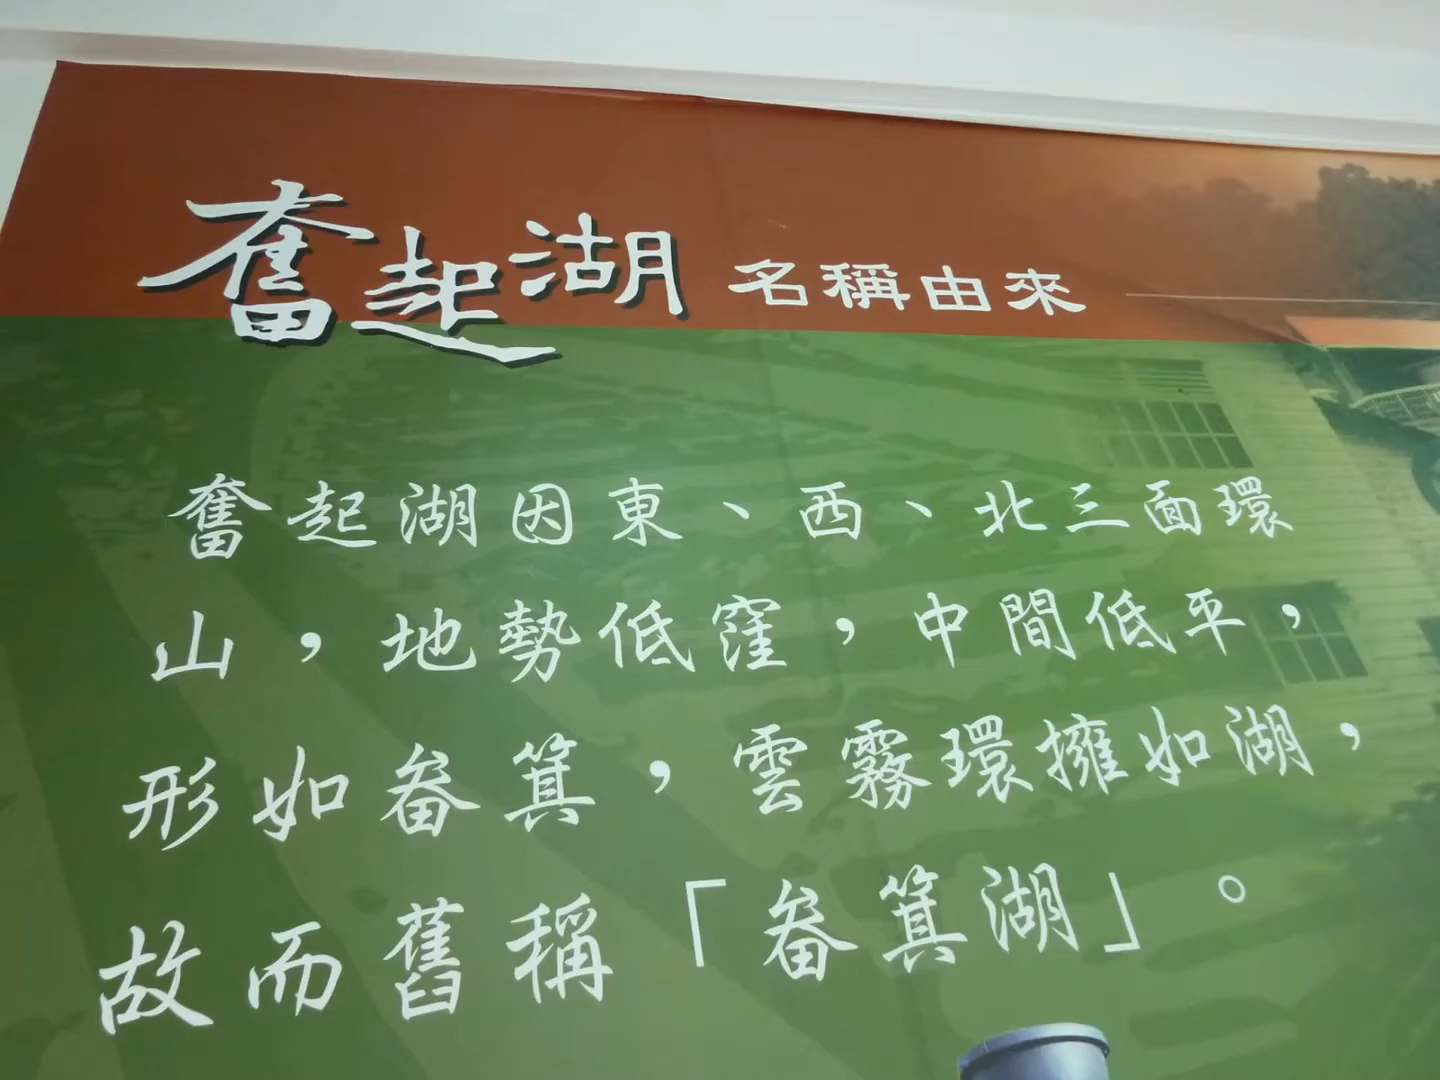 奮起湖 名稱由來
奮起湖因東、西、北三面環
山，地勢低窪，中間低平，
形如畚箕，雲霧環擁如湖，
故而舊稱「畚箕湖」。